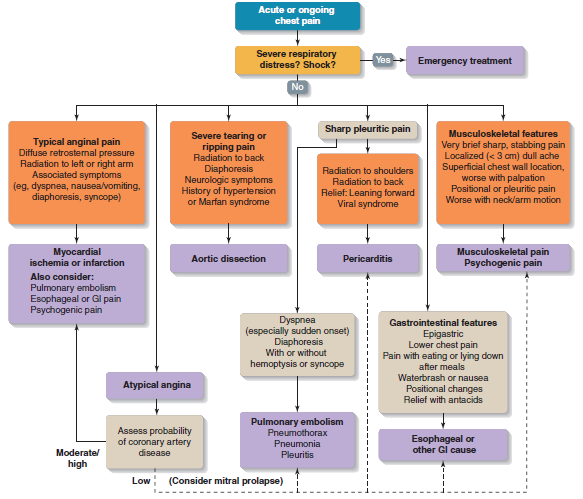 Acute or ongoing
chest pain
Severe respiratory
distress? Shock?
Yes
Emergency treatment
No
Typical anginal pain
Diffuse retrosternal pressure
Radiation to left or right arm
Associated symptoms
(eg, dyspnea, nausea/vomiting,
diaphoresis, syncope)
Severe tearing or
ripping pain
Radiation to back
Diaphoresis
Neurologic symptoms
History of hypertension
or Marfan syndrome
Sharp pleuritic pain
Radiation to shoulders
Radiation to back
Relief: Leaning forward
Viral syndrome
Musculoskeletal features
Very brief sharp, stabbing pain
Localized (< 3 cm) dull ache
Superficial chest wall location,
worse with palpation
Positional or pleuritic pain
Worse with neck/arm motion
Myocardial
ischemia or infarction
Also consider:
Pulmonary embolism
Esophageal or GI pain
Psychogenic pain
Aortic dissection
Pericarditis
Musculoskeletal pain
Psychogenic pain
Dyspnea
(especially sudden onset)
Diaphoresis
With or without
hemoptysis or syncope
Gastrointestinal features
Epigastric
Lower chest pain
Pain with eating or lying down
after meals
Waterbrash or nausea
Positional changes
Relief with antacids
Atypical angina
Assess probability
of coronary artery
disease
Pulmonary embolism
Pneumothorax
Pneumonia
Pleuritis
Esophageal or
other GI cause
Moderate/
high
Low
(Consider mitral prolapse)